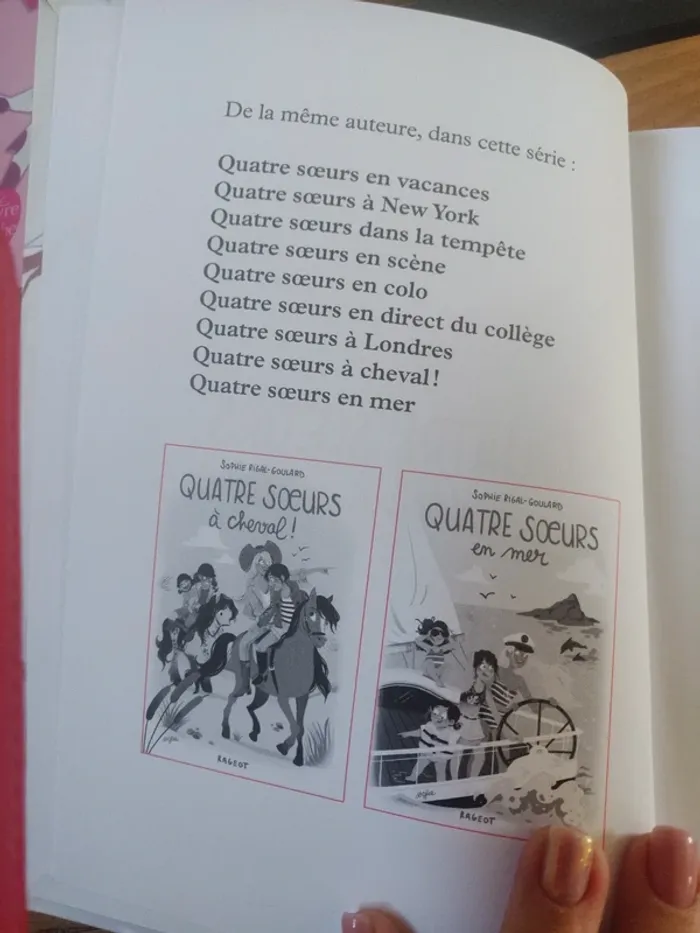 De la même auteure, dans cette série :
Quatre sœurs en vacances
Quatre sœurs à New York
Quatre sœurs dans la tempête
Quatre sœurs en scène
Quatre sœurs en colo
Quatre sœurs en direct du collège
Quatre sœurs à Londres
Quatre sœurs à cheval !
Quatre sœurs en mer
SOPHIE RIGAL-GOULARD
QUATRE SŒURS
à cheval !
RAGEOT
SOPHIE RIGAL-GOULARD
QUATRE SŒURS
en mer
RAGEOT